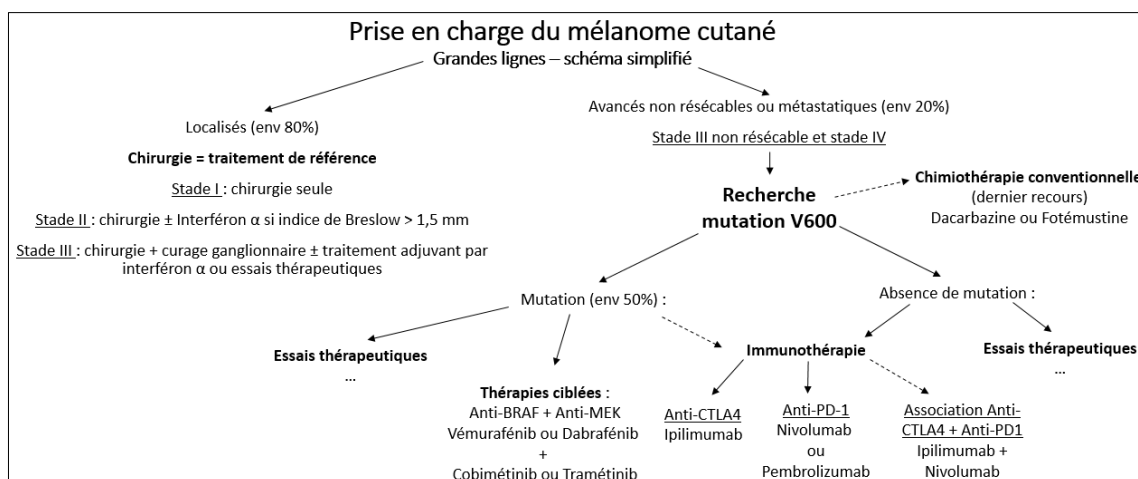 Prise en charge du mélanome cutané
Grandes lignes – schéma simplifié
Localisés (env 80%)
Chirurgie = traitement de référence
Stade I : chirurgie seule
Stade II : chirurgie ± Interféron α si indice de Breslow > 1,5 mm
Stade III : chirurgie + curage ganglionnaire ± traitement adjuvant par
interféron α ou essais thérapeutiques
Avancés non résécables ou métastatiques (env 20%)
Stade III non résécable et stade IV
Recherche
mutation V600
Chimiothérapie conventionnelle
(dernier recours)
Dacarbazine ou Fotémustine
Mutation (env 50%) :
Essais thérapeutiques
...
Thérapies ciblées :
Anti-BRAF + Anti-MEK
Vémurafénib ou Dabrafénib
+
Cobimétinib ou Tramétinib
Absence de mutation :
Immunothérapie
Anti-CTLA4
Ipilimumab
Anti-PD-1
Nivolumab
ou
Pembrolizumab
Association Anti-
CTLA4 + Anti-PD1
Ipilimumab +
Nivolumab
Essais thérapeutiques
...